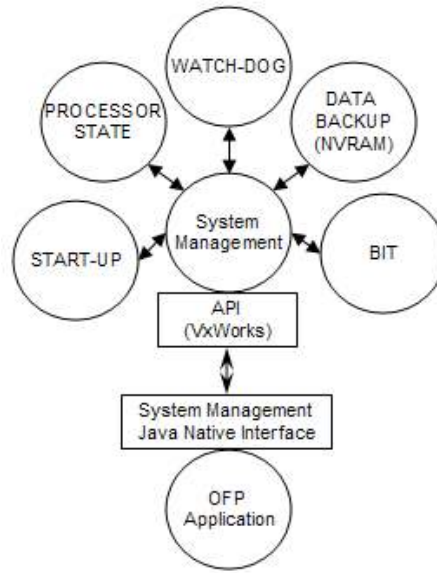 WATCH-DOG
PROCESSOR
STATE
DATA
BACKUP
(NVRAM)
System
Management
START-UP
BIT
API
(VxWorks)
System Management
Java Native Interface
OFP
Application